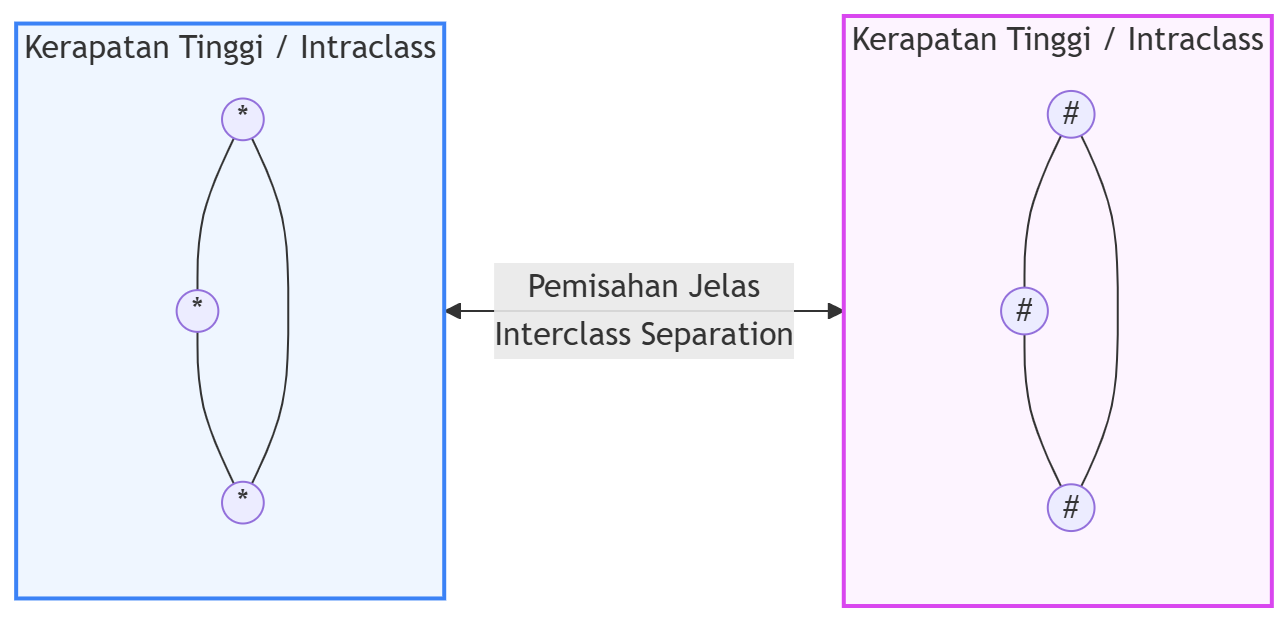 Kerapatan Tinggi / Intraclass
*
*
*
Pemisahan Jelas
Interclass Separation
Kerapatan Tinggi / Intraclass
#
#
#